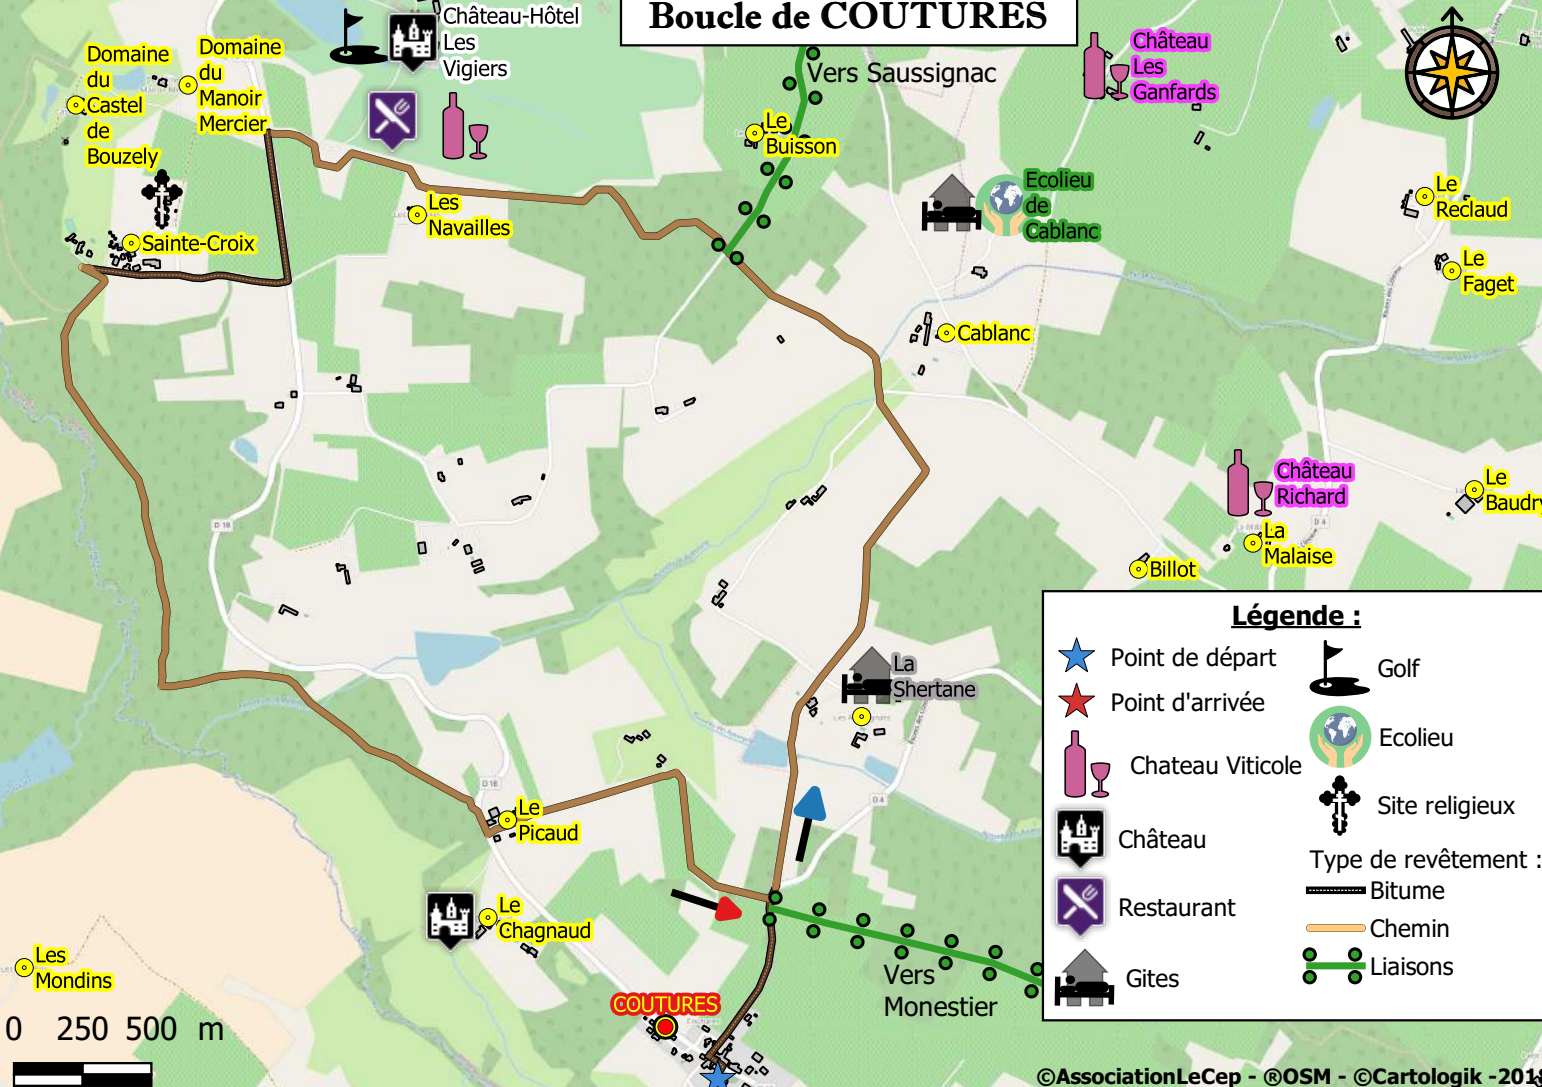 Boucle de COUTURES
Château-Hôtel
Les
Vigiers
Domaine
du
Castel
de
Bouzely
Domaine
du
Manoir
Mercier
Vers Saussignac
Château
Les
Ganfards
Le
Buisson
Ecolieu
de
Cablanc
Le
Reclaud
Les
Navailles
Sainte-Croix
Le
Faget
Cablanc
Château
Richard
Le
Baudry
D 18
D 4
La
Malaise
Billot
La
Shertane
D 18
D 4
Le
Picaud
Le
Chagnaud
Les
Mondins
Vers
Monestier
COUTURES
0 250 500 m
Légende :
Point de départ
Point d'arrivée
Chateau Viticole
Château
Restaurant
Gites
Golf
Ecolieu
Site religieux
Type de revêtement :
Bitume
Chemin
Liaisons
©AssociationLeCep - ®OSM - ©Cartologik -2018